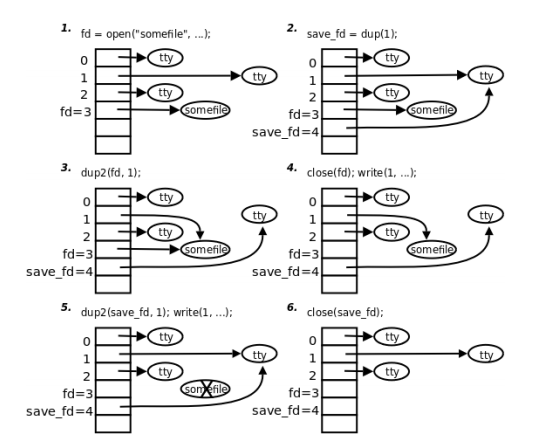 1. fd = open("somefile", ...);
0 tty
1 tty
2 tty
fd=3 somefile
2. save_fd = dup(1);
0 tty
1 tty
2 tty
fd=3 somefile
save_fd=4
3. dup2(fd, 1);
0 tty
1 tty
2 tty
fd=3 somefile
save_fd=4
4. close(fd); write(1, ...);
0 tty
1 tty
2 tty
fd=3 somefile
save_fd=4
5. dup2(save_fd, 1); write(1, ...);
0 tty
1 tty
2 tty
fd=3 somefile
save_fd=4
6. close(save_fd);
0 tty
1 tty
2 tty
fd=3
save_fd=4